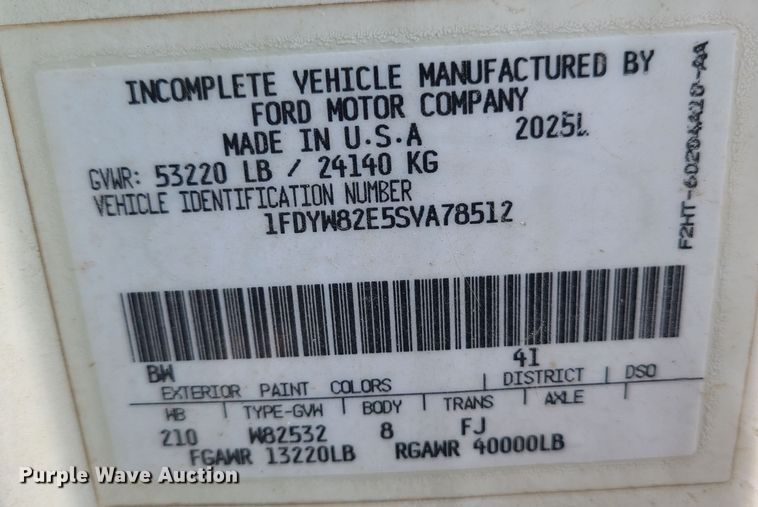 INCOMPLETE VEHICLE MANUFACTURED BY
FORD MOTOR COMPANY
MADE IN U.S.A 2025L
GVWR: 53220 LB / 24140 KG
VEHICLE IDENTIFICATION NUMBER
1FDYW82E5SVA78512
F2HT-60204A10-AA
BW 41
EXTERIOR PAINT COLORS DISTRICT DSO
WB TYPE-GVW BODY TRANS AXLE
210 W82532 8 FJ
FGAWR 13220LB RGAWR 40000LB
Purple Wave Auction